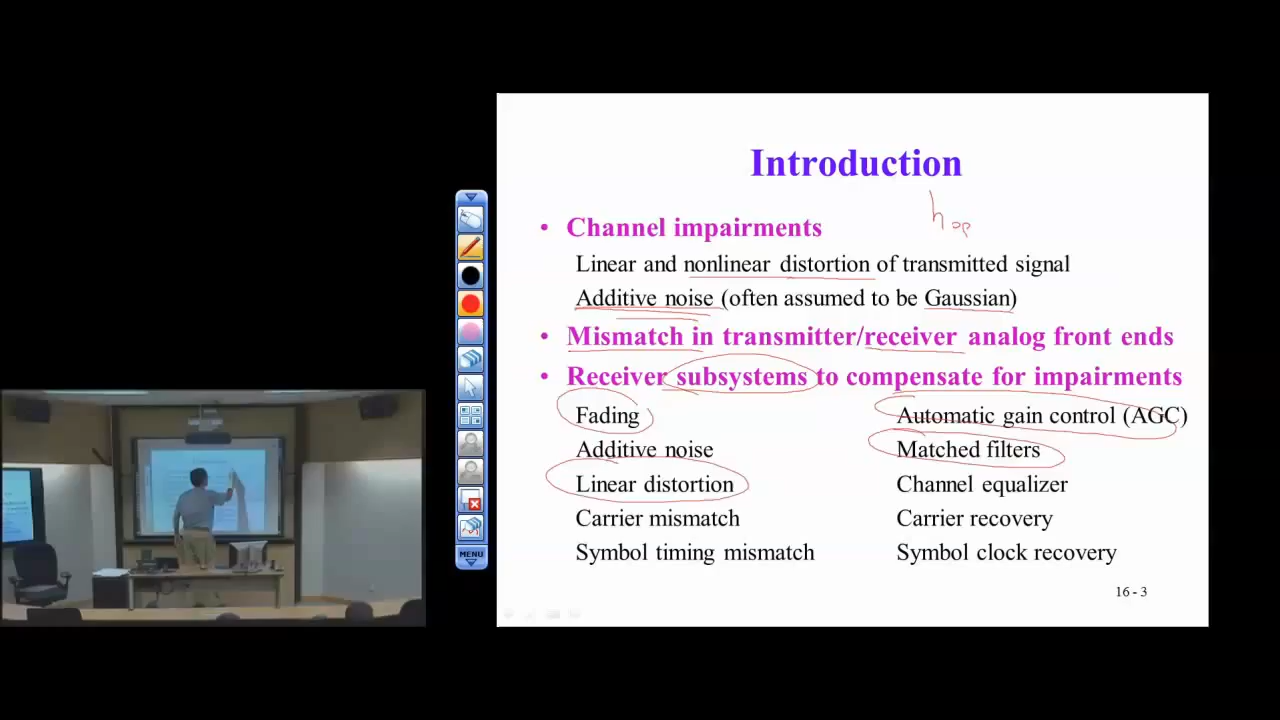 Introduction
h op
• Channel impairments
Linear and nonlinear distortion of transmitted signal
Additive noise (often assumed to be Gaussian)
• Mismatch in transmitter/receiver analog front ends
• Receiver subsystems to compensate for impairments
Fading Automatic gain control (AGC)
Additive noise Matched filters
Linear distortion Channel equalizer
Carrier mismatch Carrier recovery
Symbol timing mismatch Symbol clock recovery
16 - 3
MENU